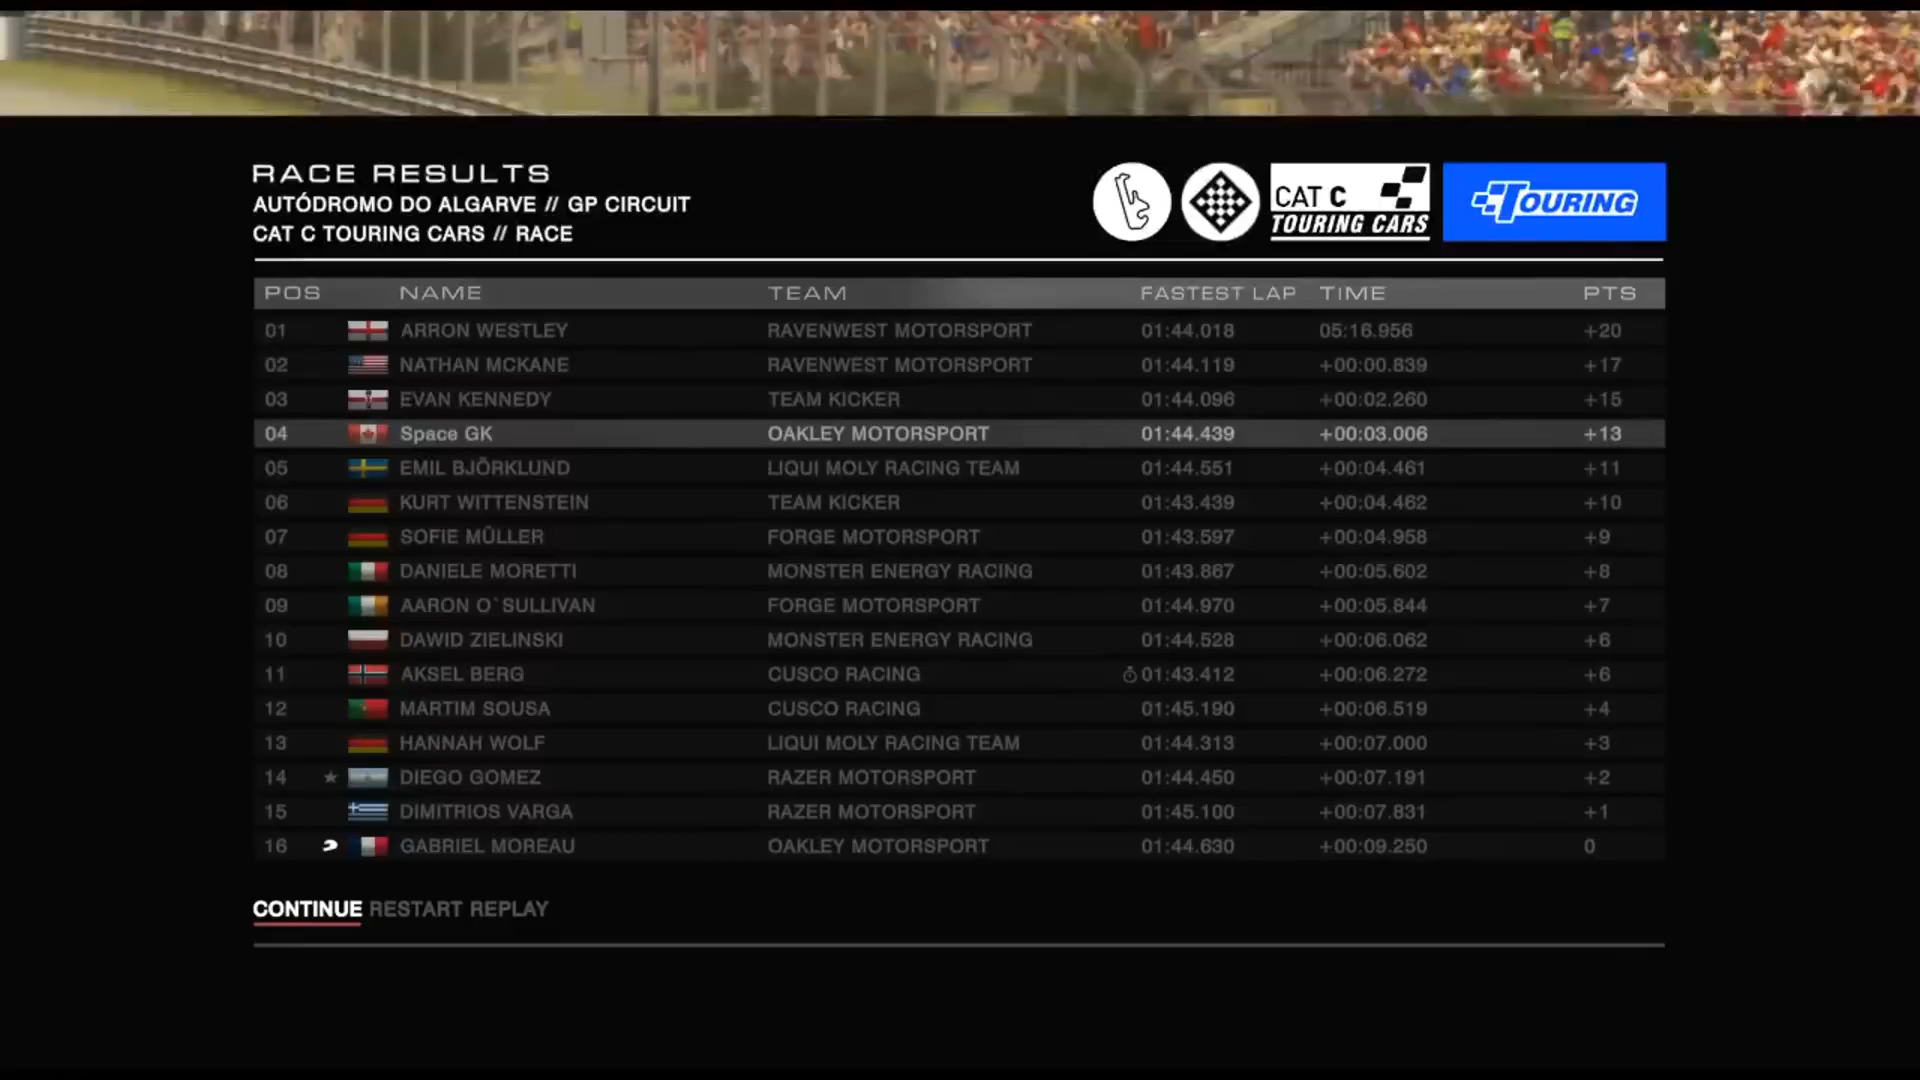 RACE RESULTS
AUTÓDROMO DO ALGARVE // GP CIRCUIT
CAT C TOURING CARS // RACE
CAT C
TOURING CARS
TOURING
POS NAME TEAM FASTEST LAP TIME PTS
01 ARRON WESTLEY RAVENWEST MOTORSPORT 01:44.018 05:16.956 +20
02 NATHAN MCKANE RAVENWEST MOTORSPORT 01:44.119 +00:00.839 +17
03 EVAN KENNEDY TEAM KICKER 01:44.096 +00:02.260 +15
04 Space GK OAKLEY MOTORSPORT 01:44.439 +00:03.006 +13
05 EMIL BJÖRKLUND LIQUI MOLY RACING TEAM 01:44.551 +00:04.461 +11
06 KURT WITTENSTEIN TEAM KICKER 01:43.439 +00:04.462 +10
07 SOFIE MÜLLER FORGE MOTORSPORT 01:43.597 +00:04.958 +9
08 DANIELE MORETTI MONSTER ENERGY RACING 01:43.867 +00:05.602 +8
09 AARON O`SULLIVAN FORGE MOTORSPORT 01:44.970 +00:05.844 +7
10 DAWID ZIELINSKI MONSTER ENERGY RACING 01:44.528 +00:06.062 +6
11 AKSEL BERG CUSCO RACING 01:43.412 +00:06.272 +6
12 MARTIM SOUSA CUSCO RACING 01:45.190 +00:06.519 +4
13 HANNAH WOLF LIQUI MOLY RACING TEAM 01:44.313 +00:07.000 +3
14 DIEGO GOMEZ RAZER MOTORSPORT 01:44.450 +00:07.191 +2
15 DIMITRIOS VARGA RAZER MOTORSPORT 01:45.100 +00:07.831 +1
16 GABRIEL MOREAU OAKLEY MOTORSPORT 01:44.630 +00:09.250 0
CONTINUE RESTART REPLAY